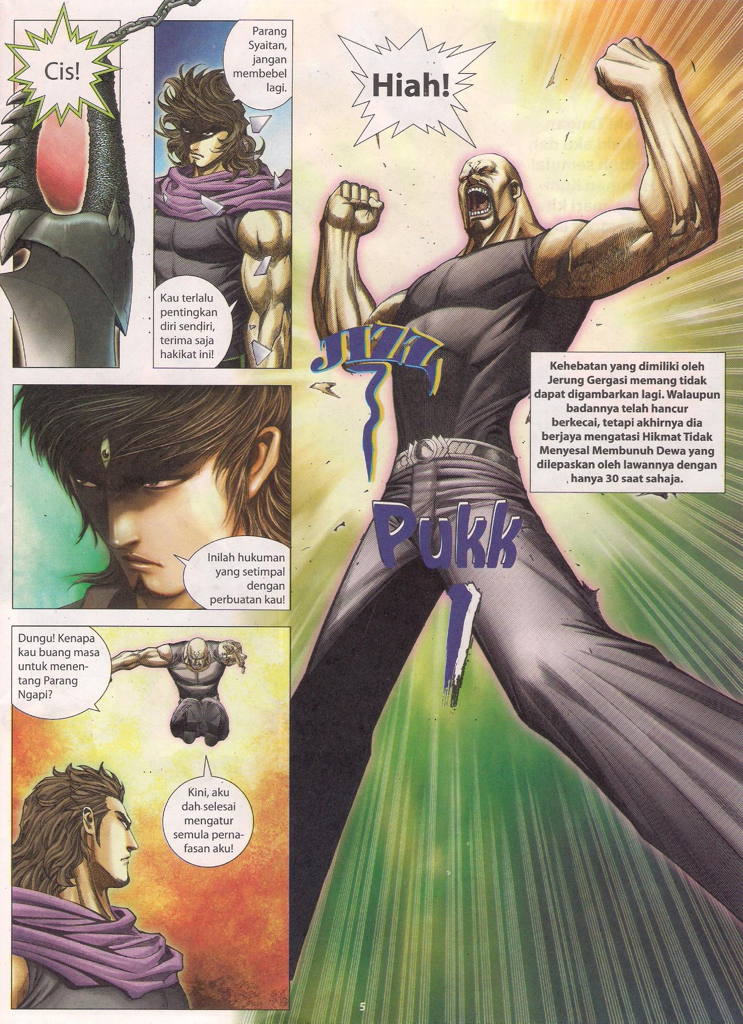 Cis!
Parang
Syaitan,
jangan
membebel
lagi.
Kau terlalu
pentingkan
diri sendiri,
terima saja
hakikat ini!
Inilah hukuman
yang setimpal
dengan
perbuatan kau!
Dungu! Kenapa
kau buang masa
untuk menen-
tang Parang
Ngapi?
Kini, aku
dah selesai
mengatur
semula perna-
fasan aku!
Hiah!
Kehebatan yang dimiliki oleh
Jerung Gergasi memang tidak
dapat digambarkan lagi. Walaupun
badannya telah hancur
berkecai, tetapi akhirnya dia
berjaya mengatasi Hikmat Tidak
Menyesal Membunuh Dewa yang
dilepaskan oleh lawannya dengan
hanya 30 saat sahaja.
Pukk
5